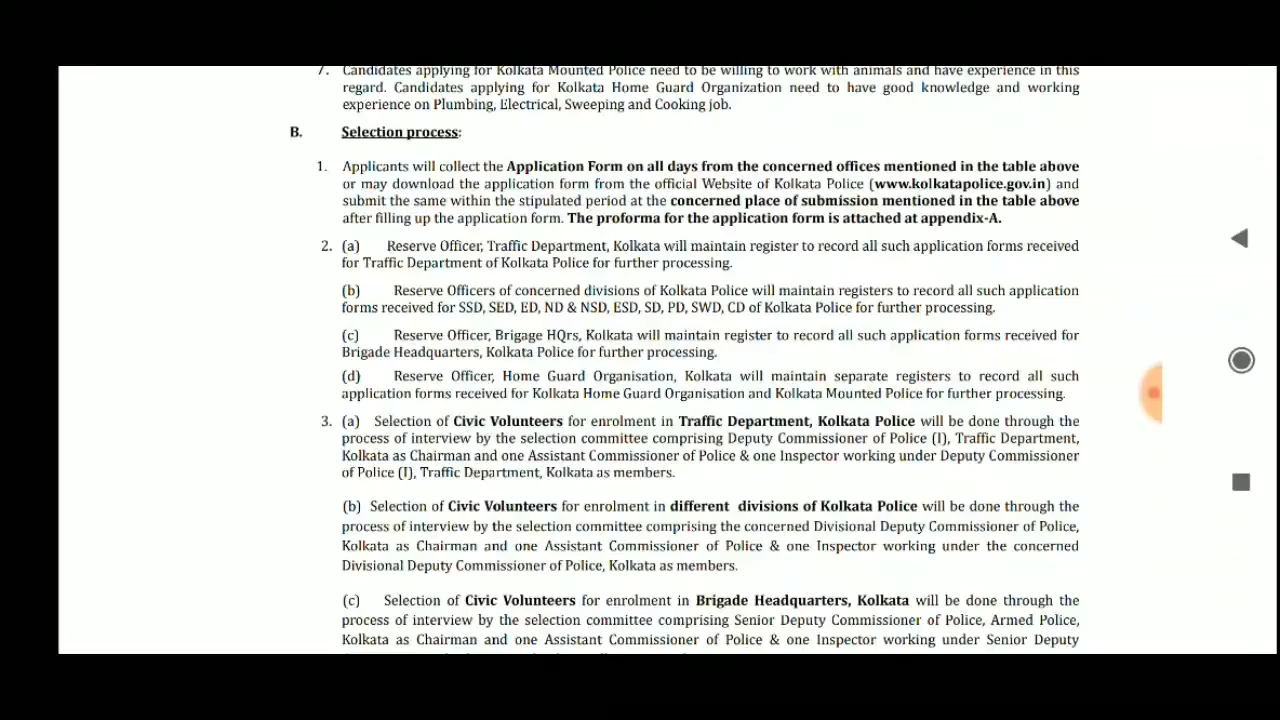 7. Candidates applying for Kolkata Mounted Police need to be willing to work with animals and have experience in this
regard. Candidates applying for Kolkata Home Guard Organization need to have good knowledge and working
experience on Plumbing, Electrical, Sweeping and Cooking job.
B. Selection process:
1. Applicants will collect the Application Form on all days from the concerned offices mentioned in the table above
or may download the application form from the official Website of Kolkata Police (www.kolkatapolice.gov.in) and
submit the same within the stipulated period at the concerned place of submission mentioned in the table above
after filling up the application form. The proforma for the application form is attached at appendix-A.
2. (a) Reserve Officer, Traffic Department, Kolkata will maintain register to record all such application forms received
for Traffic Department of Kolkata Police for further processing.
(b) Reserve Officers of concerned divisions of Kolkata Police will maintain registers to record all such application
forms received for SSD, SED, ED, ND & NSD, ESD, SD, PD, SWD, CD of Kolkata Police for further processing.
(c) Reserve Officer, Brigage HQrs, Kolkata will maintain register to record all such application forms received for
Brigade Headquarters, Kolkata Police for further processing.
(d) Reserve Officer, Home Guard Organisation, Kolkata will maintain separate registers to record all such
application forms received for Kolkata Home Guard Organisation and Kolkata Mounted Police for further processing.
3. (a) Selection of Civic Volunteers for enrolment in Traffic Department, Kolkata Police will be done through the
process of interview by the selection committee comprising Deputy Commissioner of Police (I), Traffic Department,
Kolkata as Chairman and one Assistant Commissioner of Police & one Inspector working under Deputy Commissioner
of Police (I), Traffic Department, Kolkata as members.
(b) Selection of Civic Volunteers for enrolment in different divisions of Kolkata Police will be done through the
process of interview by the selection committee comprising the concerned Divisional Deputy Commissioner of Police,
Kolkata as Chairman and one Assistant Commissioner of Police & one Inspector working under the concerned
Divisional Deputy Commissioner of Police, Kolkata as members.
(c) Selection of Civic Volunteers for enrolment in Brigade Headquarters, Kolkata will be done through the
process of interview by the selection committee comprising Senior Deputy Commissioner of Police, Armed Police,
Kolkata as Chairman and one Assistant Commissioner of Police & one Inspector working under Senior Deputy